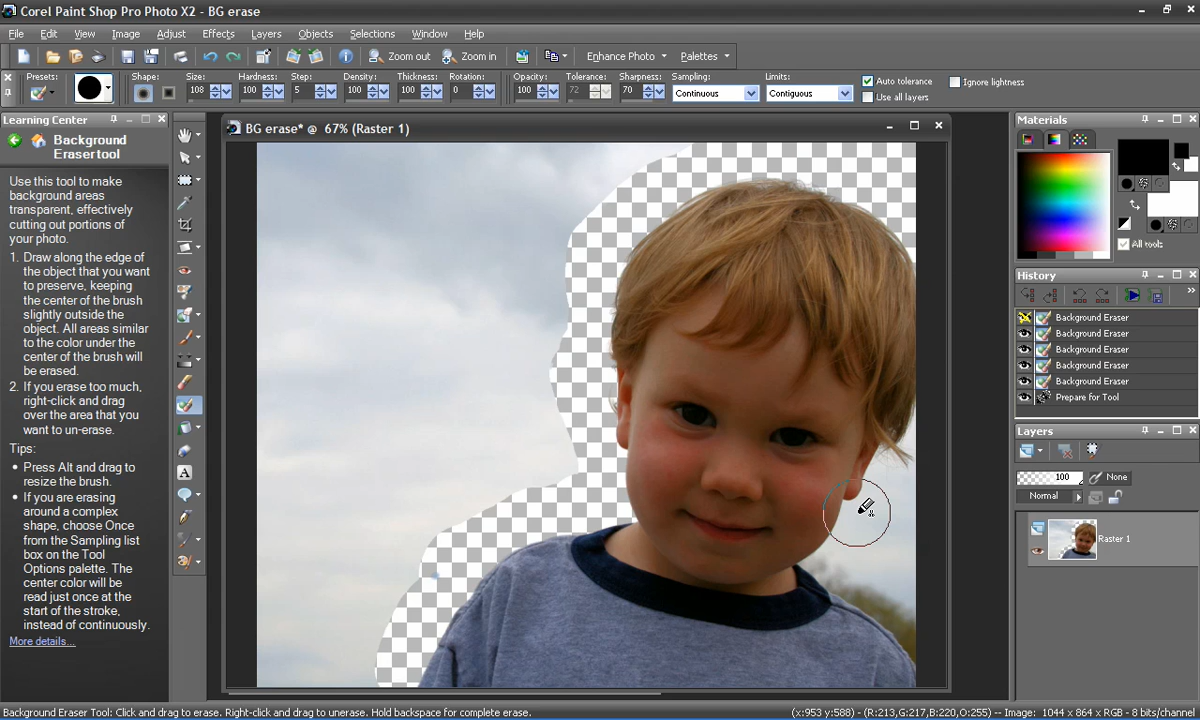 Corel Paint Shop Pro Photo X2 - BG erase
File Edit View Image Adjust Effects Layers Objects Selections Window Help
Zoom out Zoom in Enhance Photo Palettes
Presets: Shape: Size: Hardness: Step: Density: Thickness: Rotation: Opacity: Tolerance: Sharpness: Sampling: Limits:
108 100 5 100 100 0 100 72 70 Continuous Contiguous
Auto tolerance Ignore lightness
Use all layers
Learning Center
Background
Eraser tool
Use this tool to make
background areas
transparent, effectively
cutting out portions of
your photo.
1. Draw along the edge of
the object that you want
to preserve, keeping
the center of the brush
slightly outside the
object. All areas similar
to the color under the
center of the brush will
be erased.
2. If you erase too much,
right-click and drag
over the area that you
want to un-erase.
Tips:
• Press Alt and drag to
resize the brush.
• If you are erasing
around a complex
shape, choose Once
from the Sampling list
box on the Tool
Options palette. The
center color will be
read just once at the
start of the stroke,
instead of continuously.
More details...
A
BG erase* @ 67% (Raster 1)
Materials
All tools
History
Background Eraser
Background Eraser
Background Eraser
Background Eraser
Background Eraser
Prepare for Tool
Layers
100 None
Normal
Raster 1
Background Eraser Tool: Click and drag to erase. Right-click and drag to unerase. Hold backspace for complete erase.
(x:953 y:588) -- (R:213,G:217,B:220,O:255) -- Image: 1044 x 864 x RGB - 8 bits/channel